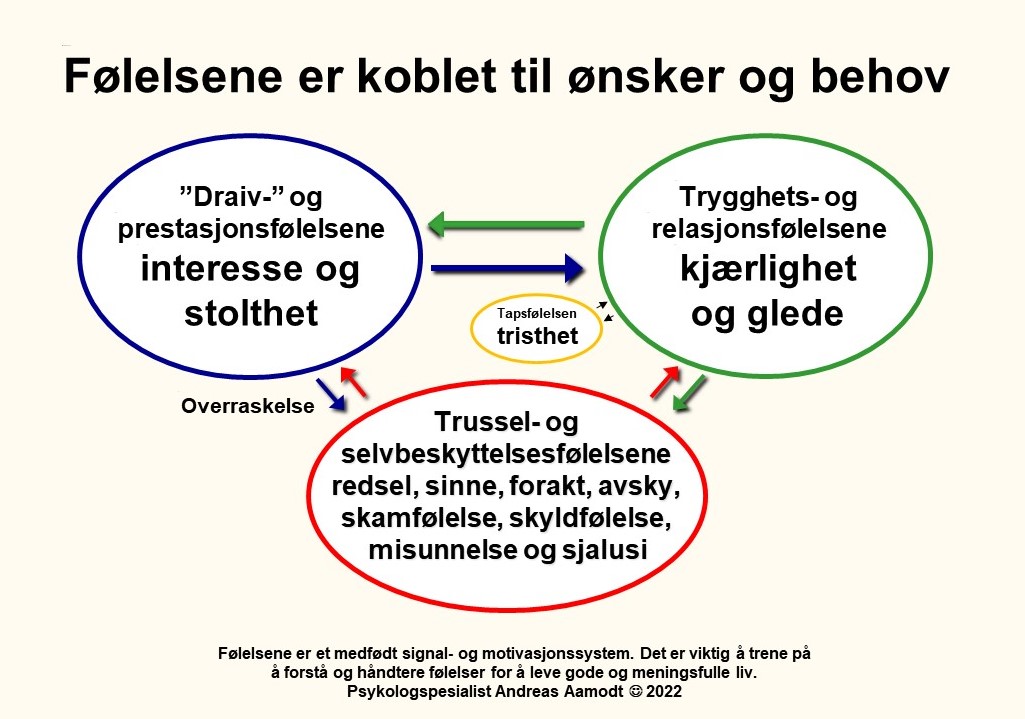 Følelsene er koblet til ønsker og behov
”Draiv-” og
prestasjonsfølelsene
interesse og
stolthet
Trygghets- og
relasjonsfølelsene
kjærlighet
og glede
Tapsfølelsen
tristhet
Overraskelse
Trussel- og
selvbeskyttelsesfølelsene
redsel, sinne, forakt, avsky,
skamfølelse, skyldfølelse,
misunnelse og sjalusi
Følelsene er et medfødt signal- og motivasjonssystem. Det er viktig å trene på
å forstå og håndtere følelser for å leve gode og meningsfulle liv.
Psykologspesialist Andreas Aamodt ☺ 2022